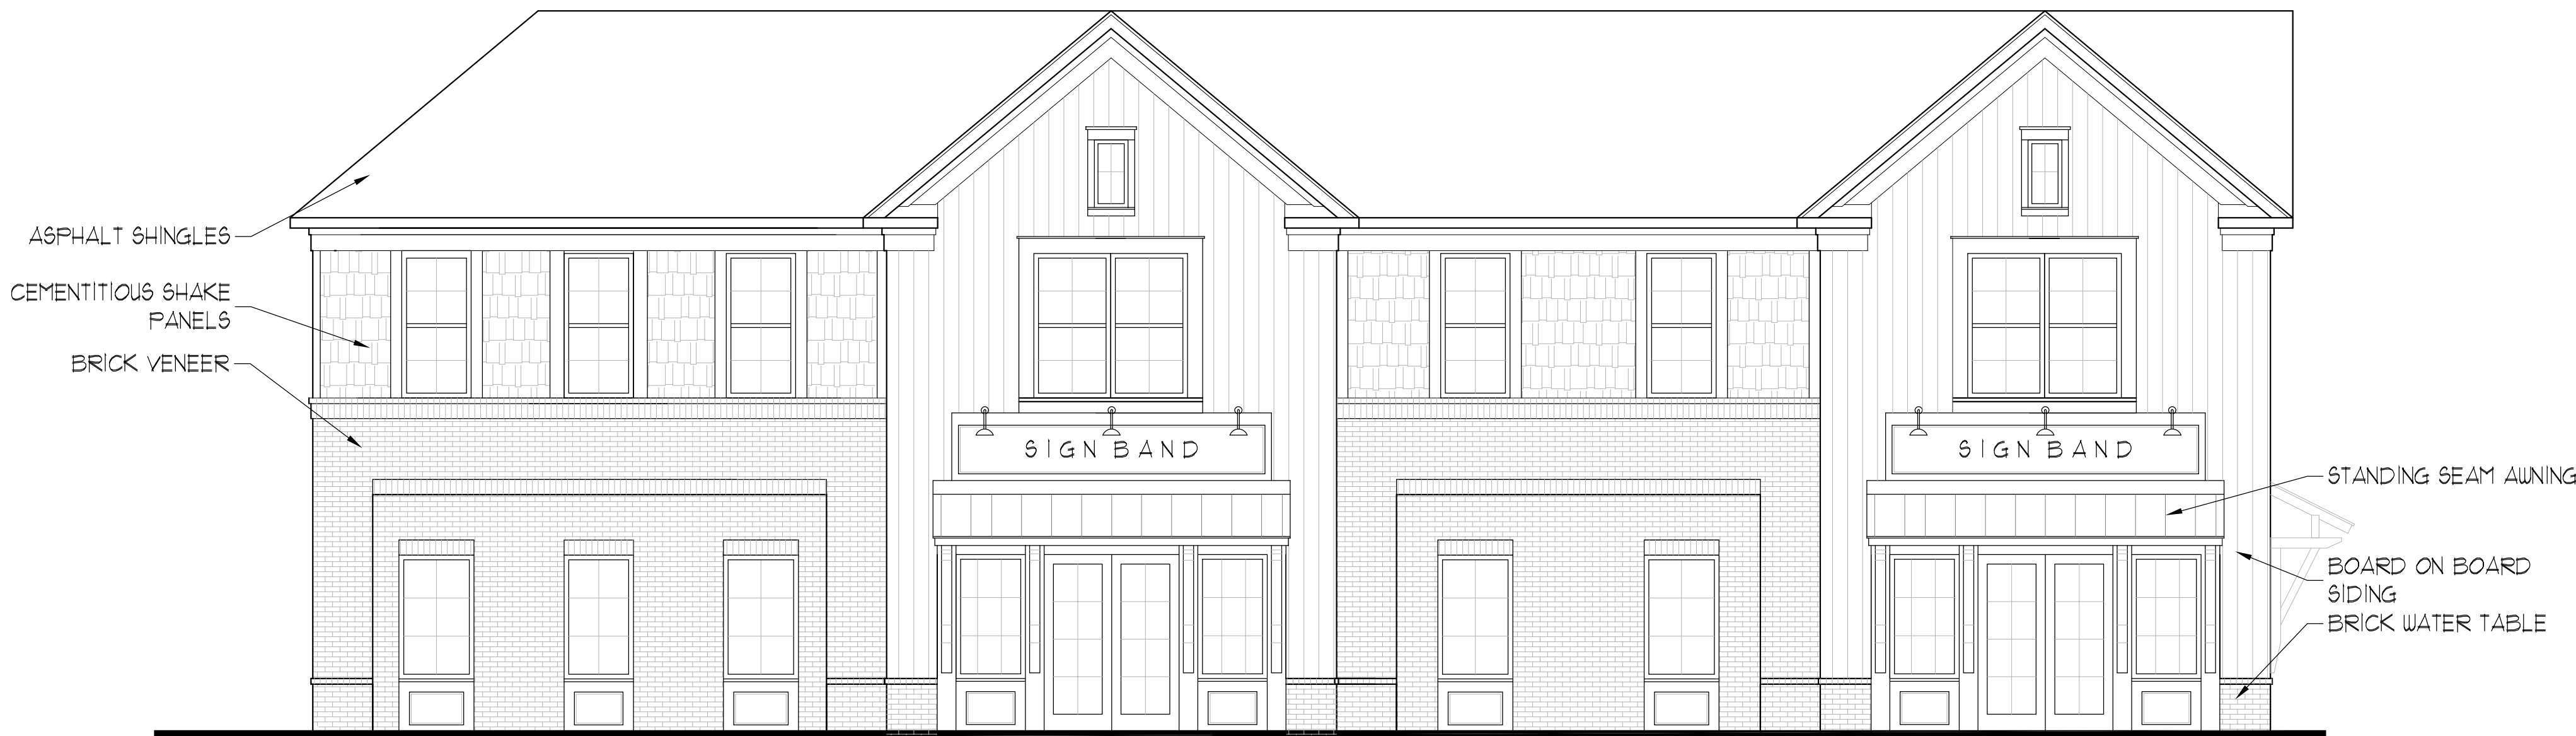 ASPHALT SHINGLES
CEMENTITIOUS SHAKE
PANELS
BRICK VENEER
SIGN BAND
SIGN BAND
STANDING SEAM AWNING
BOARD ON BOARD
SIDING
BRICK WATER TABLE